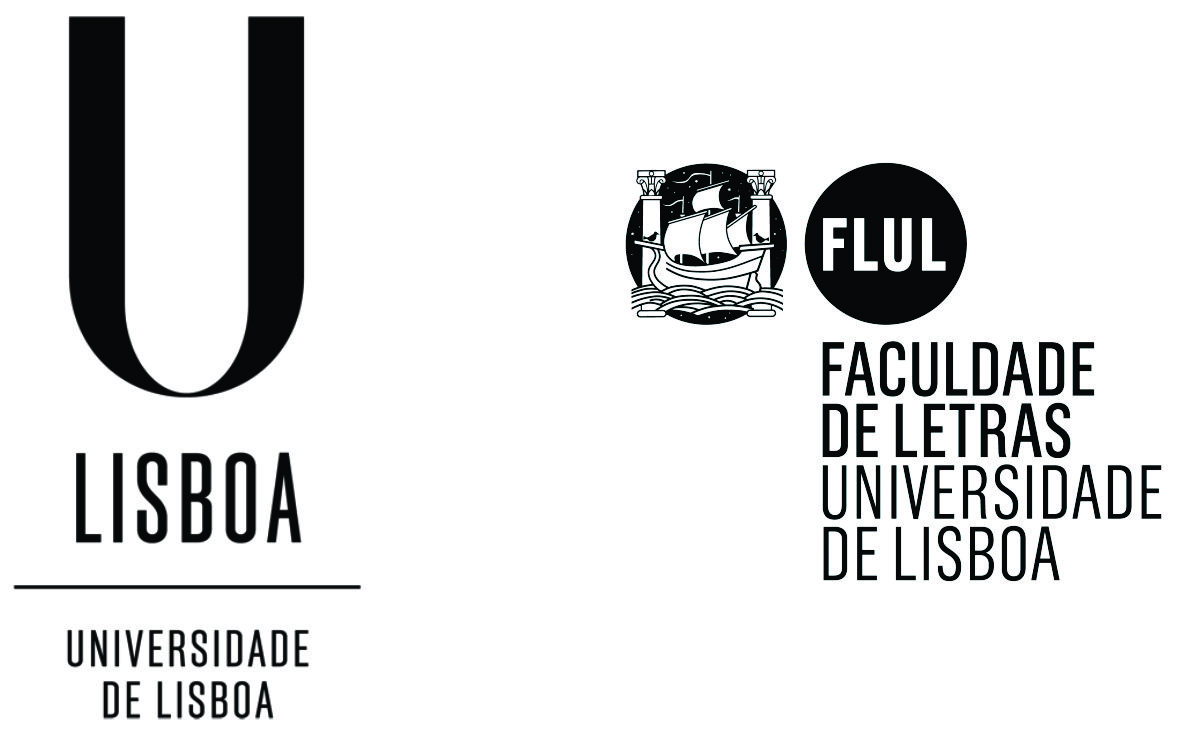 U
LISBOA
UNIVERSIDADE
DE LISBOA
FLUL
FACULDADE
DE LETRAS
UNIVERSIDADE
DE LISBOA